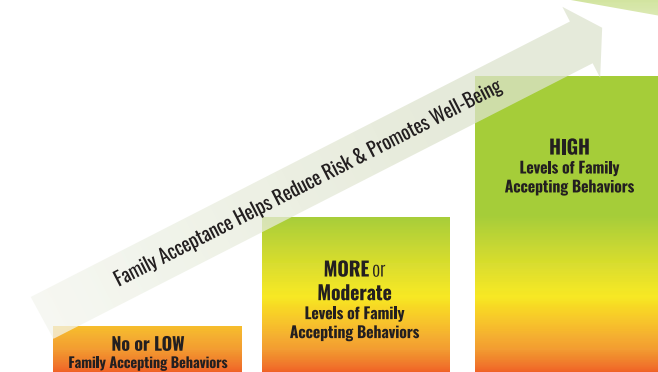 Family Acceptance Helps Reduce Risk & Promotes Well-Being
HIGH
Levels of Family
Accepting Behaviors
MORE or
Moderate
Levels of Family
Accepting Behaviors
No or LOW
Family Accepting Behaviors